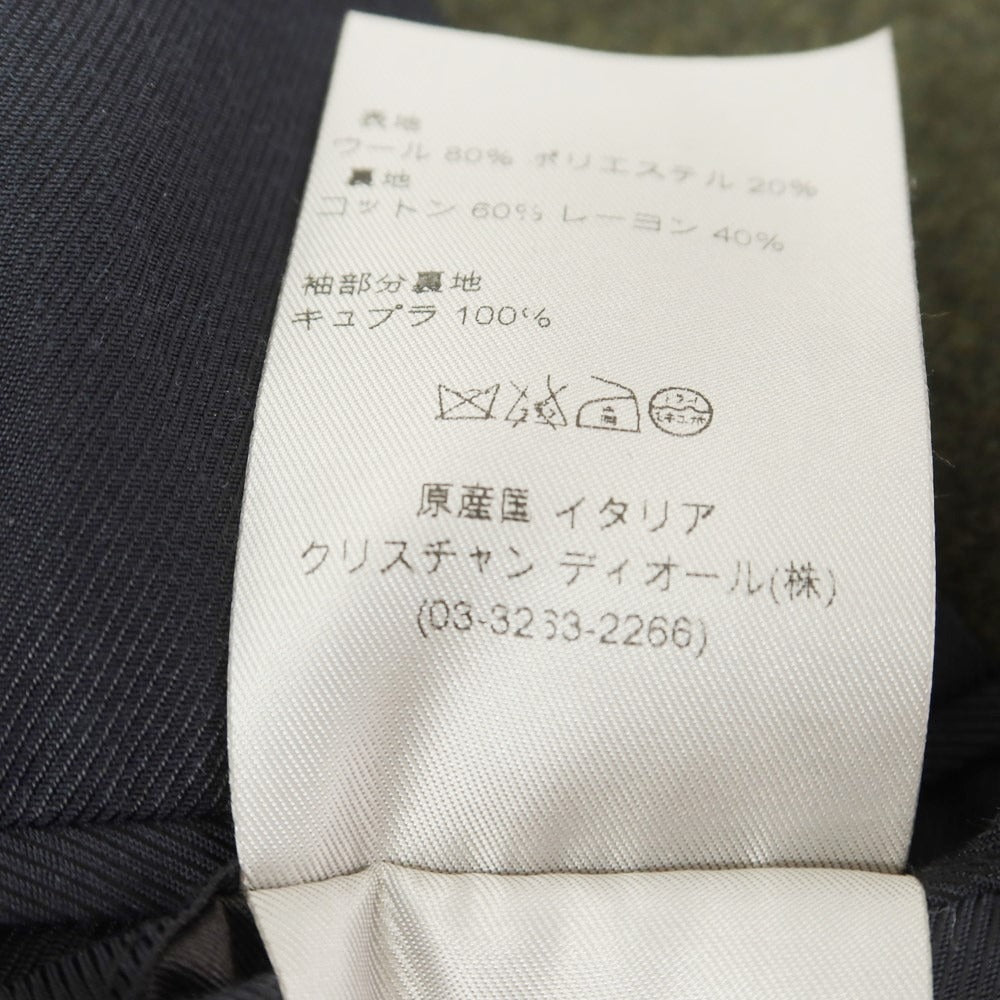 表地
ウール 80% ポリエステル 20%
裏地
コットン 60% レーヨン 40%
袖部分裏地
キュプラ 100%
原産国 イタリア
クリスチャン ディオール(株)
(03-3263-2266)